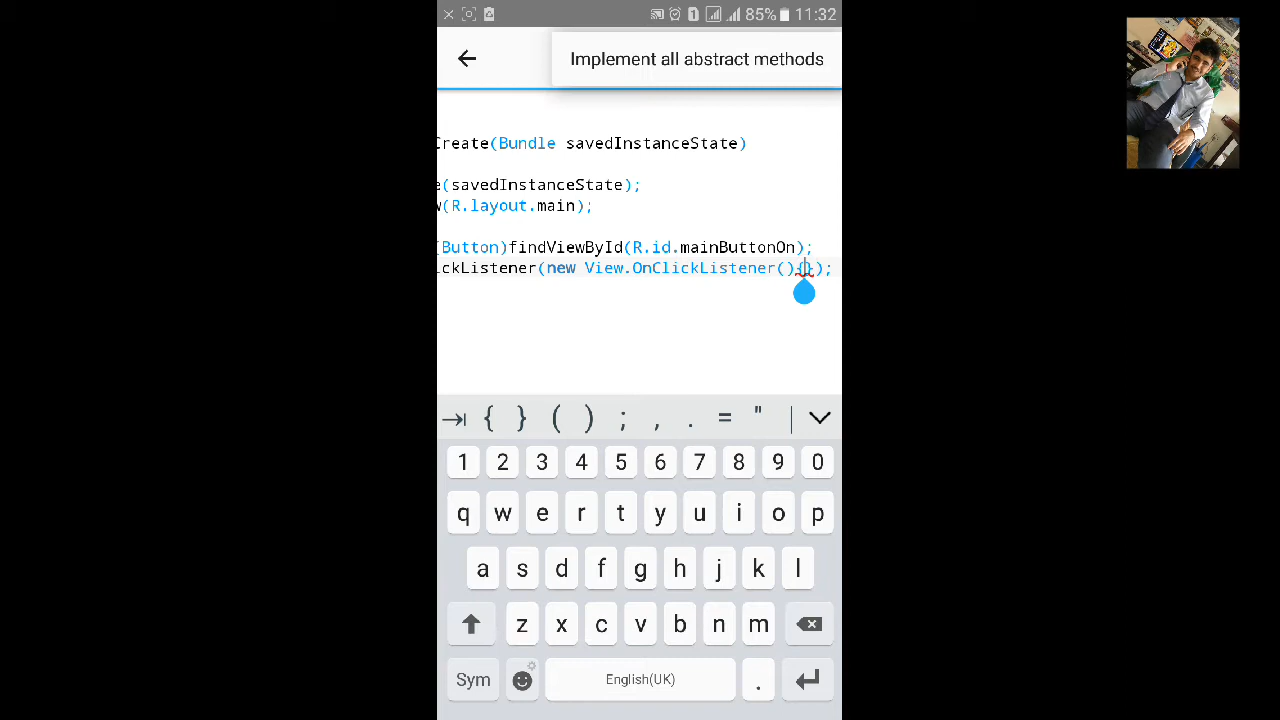 85% 11:32
Implement all abstract methods
Create(Bundle savedInstanceState)
e(savedInstanceState);
w(R.layout.main);
(Button)findViewById(R.id.mainButtonOn);
ickListener(new View.OnClickListener(){});
{ } ( ) ; , . = " |
1 2 3 4 5 6 7 8 9 0
q w e r t y u i o p
a s d f g h j k l
z x c v b n m
Sym English(UK) .